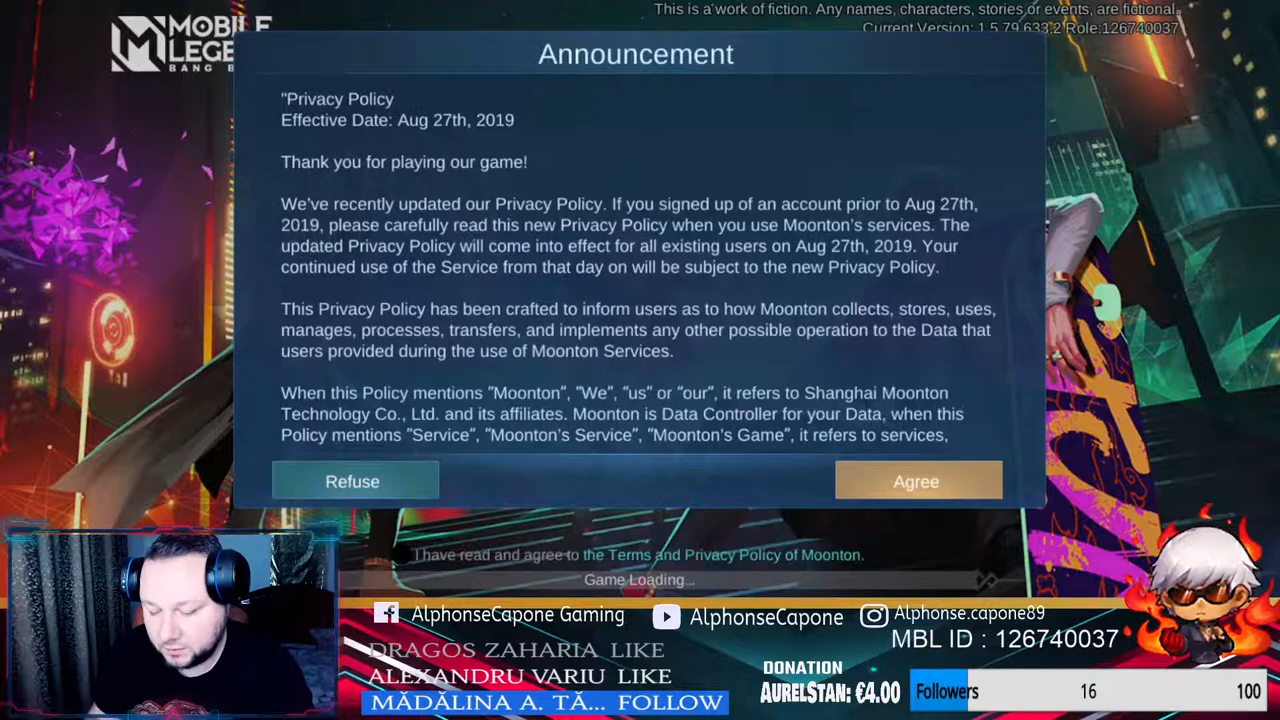 This is a work of fiction. Any names, characters, stories or events, are fictional.
Current Version: 1.5.79.633.2 Role:126740037
MOBILE
LEGE
BANG B
Announcement
"Privacy Policy
Effective Date: Aug 27th, 2019
Thank you for playing our game!
We've recently updated our Privacy Policy. If you signed up of an account prior to Aug 27th,
2019, please carefully read this new Privacy Policy when you use Moonton's services. The
updated Privacy Policy will come into effect for all existing users on Aug 27th, 2019. Your
continued use of the Service from that day on will be subject to the new Privacy Policy.
This Privacy Policy has been crafted to inform users as to how Moonton collects, stores, uses,
manages, processes, transfers, and implements any other possible operation to the Data that
users provided during the use of Moonton Services.
When this Policy mentions "Moonton", "We", "us" or "our", it refers to Shanghai Moonton
Technology Co., Ltd. and its affiliates. Moonton is Data Controller for your Data, when this
Policy mentions "Service", "Moonton's Service", "Moonton's Game", it refers to services,
Refuse
Agree
I have read and agree to the Terms and Privacy Policy of Moonton.
Game Loading...
AlphonseCapone Gaming
AlphonseCapone
Alphonse.capone89
MBL ID : 126740037
DRAGOS ZAHARIA LIKE
ALEXANDRU VARIU LIKE
MĂDĂLINA A. TĂ... FOLLOW
DONATION
AURELSTAN: €4.00
Followers 16 100